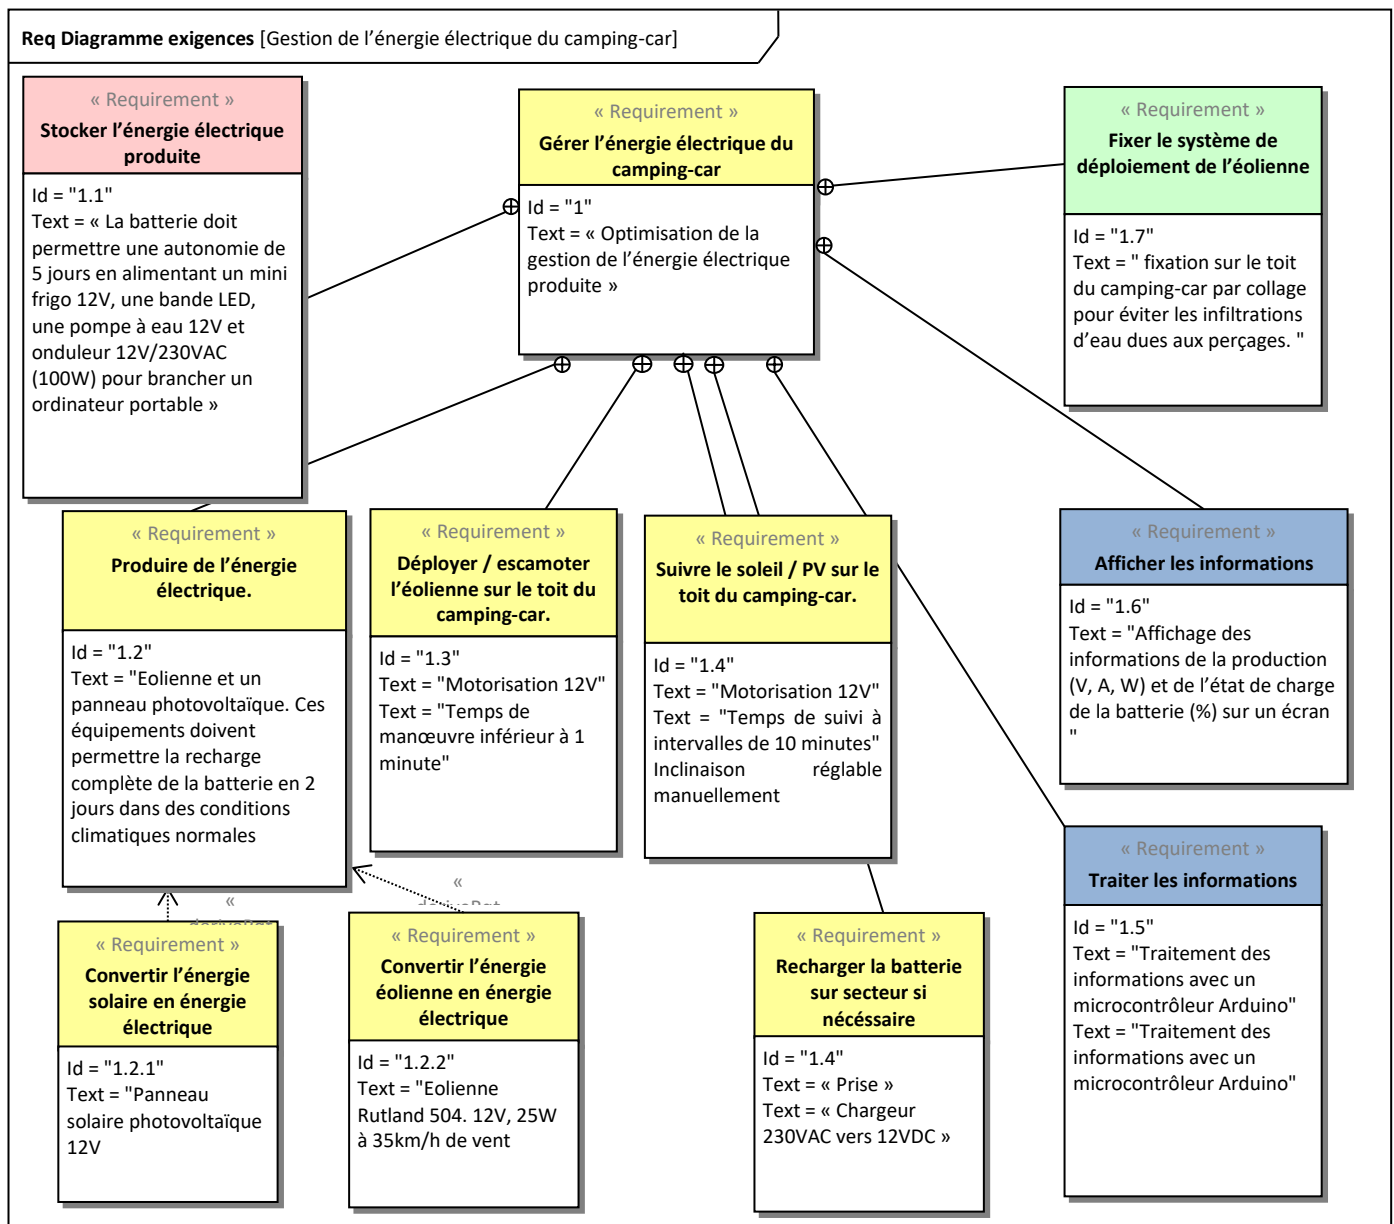 Req Diagramme exigences [Gestion de l’énergie électrique du camping-car]
« Requirement »
Stocker l’énergie électrique
produite
Id = "1.1"
Text = « La batterie doit
permettre une autonomie de
5 jours en alimentant un mini
frigo 12V, une bande LED,
une pompe à eau 12V et
onduleur 12V/230VAC
(100W) pour brancher un
ordinateur portable »
« Requirement »
Gérer l’énergie électrique du
camping-car
Id = "1"
Text = « Optimisation de la
gestion de l’énergie électrique
produite »
« Requirement »
Fixer le système de
déploiement de l’éolienne
Id = "1.7"
Text = " fixation sur le toit
du camping-car par collage
pour éviter les infiltrations
d’eau dues aux perçages. "
« Requirement »
Produire de l’énergie
électrique.
Id = "1.2"
Text = "Eolienne et un
panneau photovoltaïque. Ces
équipements doivent
permettre la recharge
complète de la batterie en 2
jours dans des conditions
climatiques normales
« Requirement »
Déployer / escamoter
l’éolienne sur le toit du
camping-car.
Id = "1.3"
Text = "Motorisation 12V"
Text = "Temps de
manœuvre inférieur à 1
minute"
« Requirement »
Suivre le soleil / PV sur le
toit du camping-car.
Id = "1.4"
Text = "Motorisation 12V"
Text = "Temps de suivi à
intervalles de 10 minutes"
Inclinaison réglable
manuellement
« Requirement »
Afficher les informations
Id = "1.6"
Text = "Affichage des
informations de la production
(V, A, W) et de l’état de charge
de la batterie (%) sur un écran
"
« Requirement »
Traiter les informations
Id = "1.5"
Text = "Traitement des
informations avec un
microcontrôleur Arduino"
Text = "Traitement des
informations avec un
microcontrôleur Arduino"
«
«
« Requirement »
Convertir l’énergie
solaire en énergie
électrique
Id = "1.2.1"
Text = "Panneau
solaire photovoltaïque
12V
« Requirement »
Convertir l’énergie
éolienne en énergie
électrique
Id = "1.2.2"
Text = "Eolienne
Rutland 504. 12V, 25W
à 35km/h de vent
« Requirement »
Recharger la batterie
sur secteur si
nécéssaire
Id = "1.4"
Text = « Prise »
Text = « Chargeur
230VAC vers 12VDC »